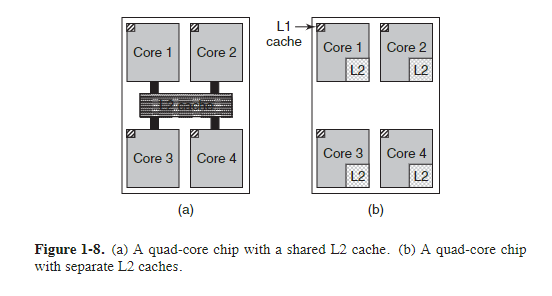 L1
cache
Core 1
Core 2
L2 cache
Core 3
Core 4
(a)
Core 1
L2
Core 2
L2
Core 3
L2
Core 4
L2
(b)
Figure 1-8. (a) A quad-core chip with a shared L2 cache. (b) A quad-core chip
with separate L2 caches.